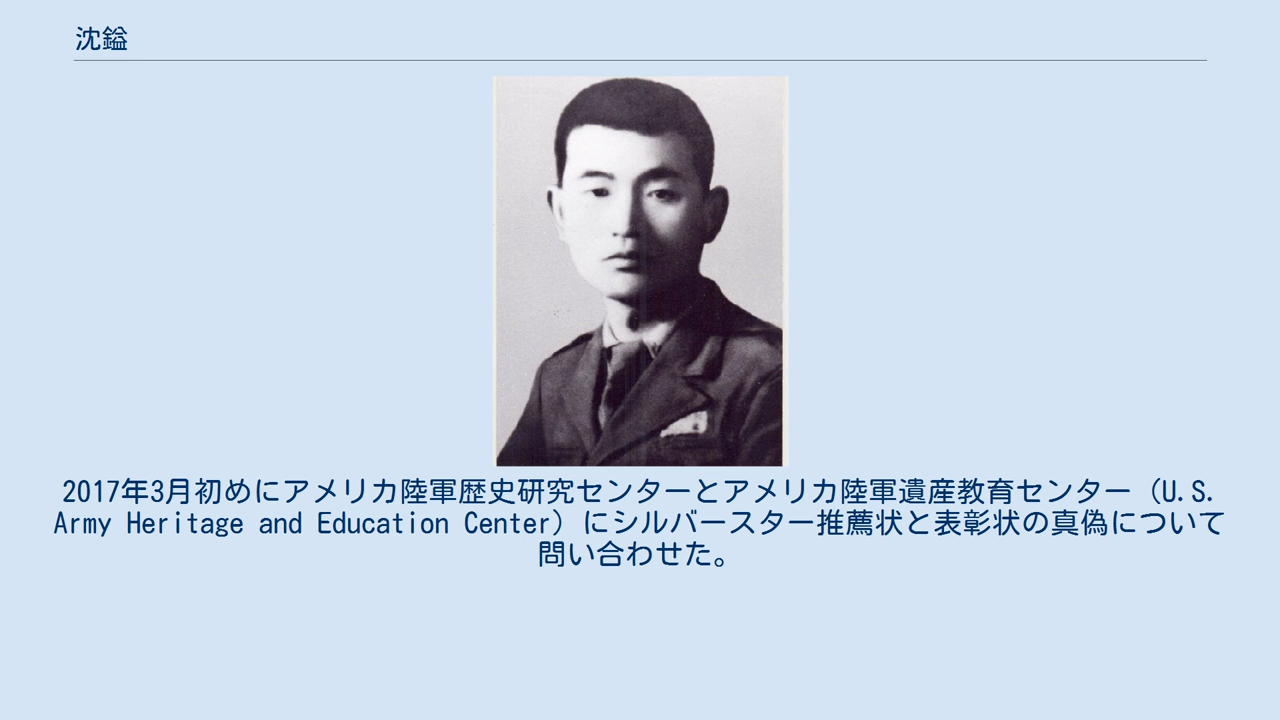 沈鎰
2017年3月初めにアメリカ陸軍歴史研究センターとアメリカ陸軍遺産教育センター（U.S.
Army Heritage and Education Center）にシルバースター推薦状と表彰状の真偽について
問い合わせた。